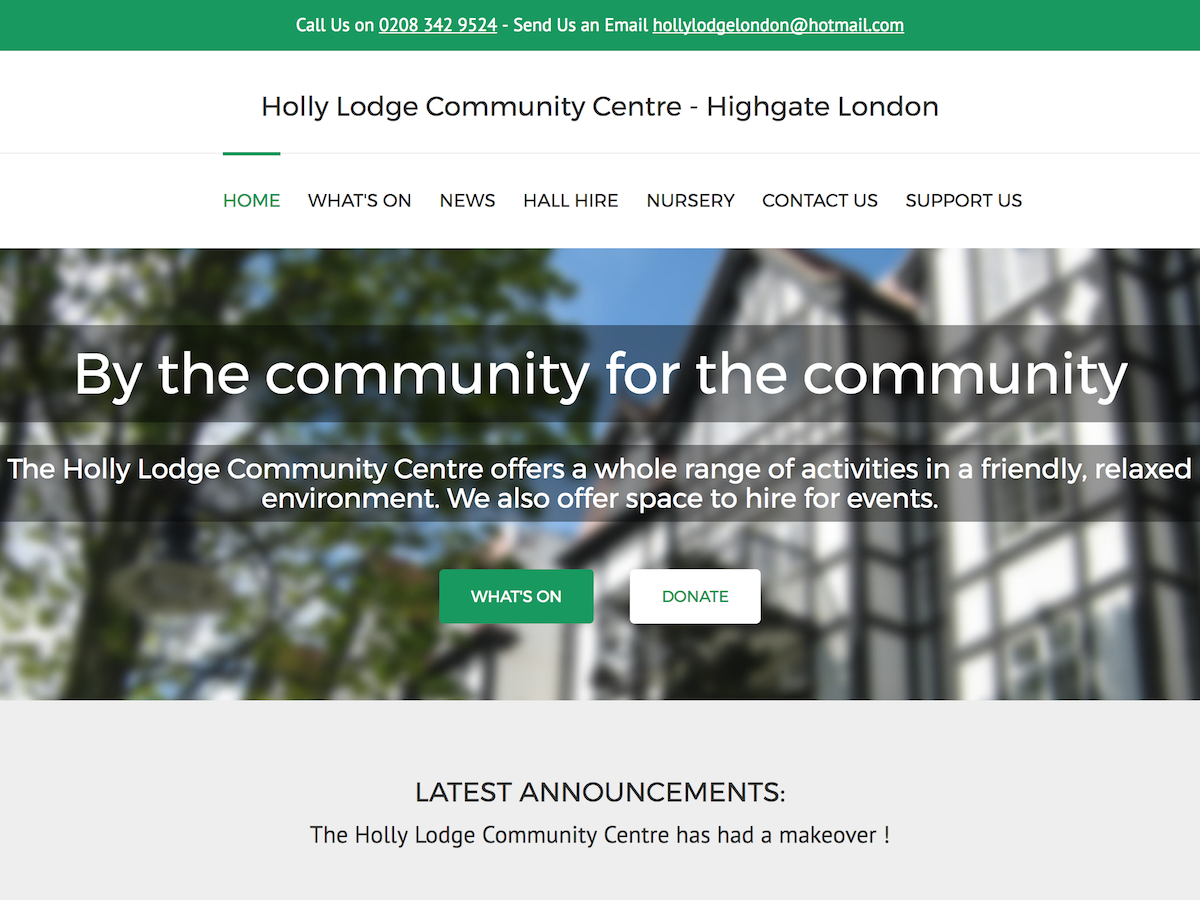 Call Us on 0208 342 9524 - Send Us an Email hollylodgelondon@hotmail.com
Holly Lodge Community Centre - Highgate London
HOME WHAT'S ON NEWS HALL HIRE NURSERY CONTACT US SUPPORT US
By the community for the community
The Holly Lodge Community Centre offers a whole range of activities in a friendly, relaxed
environment. We also offer space to hire for events.
WHAT'S ON DONATE
LATEST ANNOUNCEMENTS:
The Holly Lodge Community Centre has had a makeover !